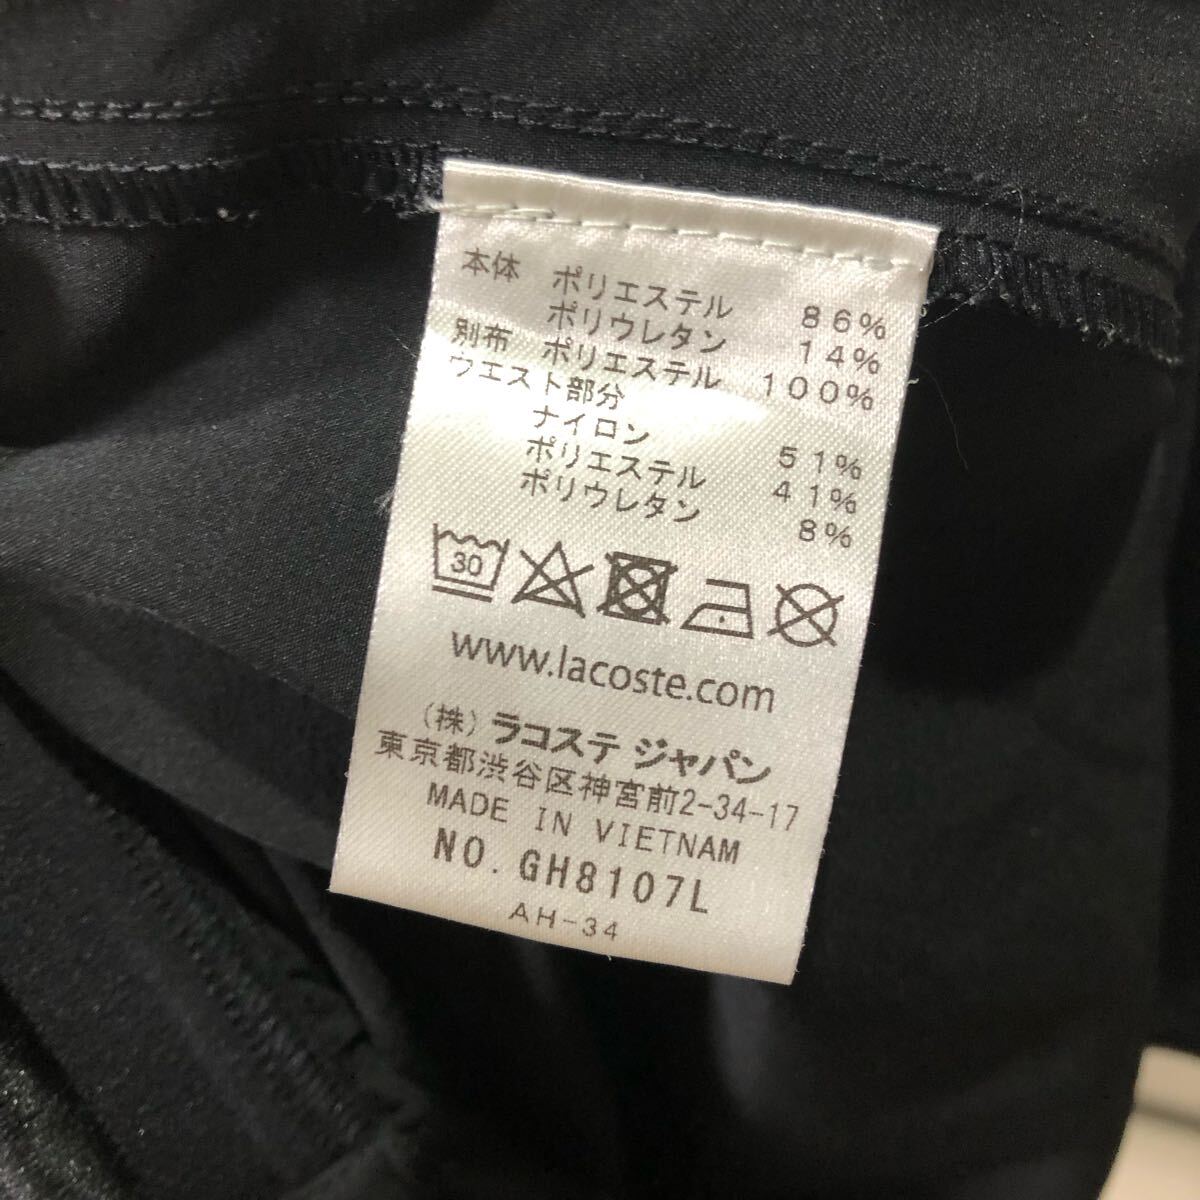 本体 ポリエステル 86%
ポリウレタン 14%
別布 ポリエステル 100%
ウエスト部分
ナイロン 51%
ポリエステル 41%
ポリウレタン 8%
30
www.lacoste.com
(株) ラコステ ジャパン
東京都渋谷区神宮前2-34-17
MADE IN VIETNAM
NO. GH8107L
AH-34